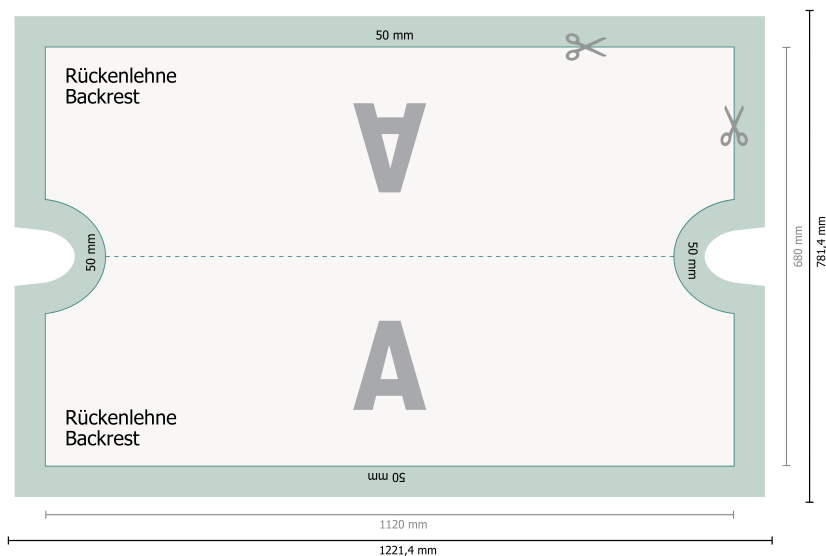 50 mm
Rückenlehne
Backrest
A
50 mm
50 mm
680 mm
781,4 mm
A
Rückenlehne
Backrest
50 mm
1120 mm
1221,4 mm